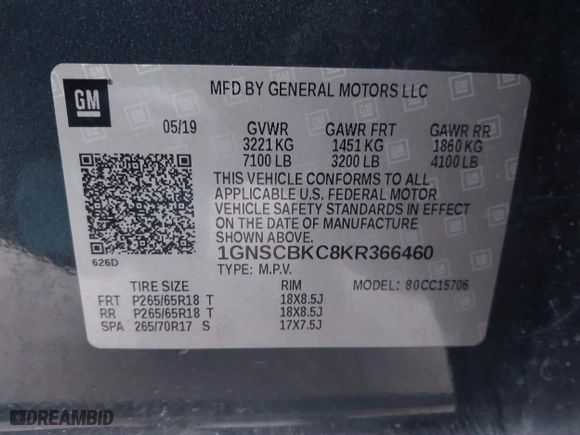 GM
MFD BY GENERAL MOTORS LLC
05/19 GVWR GAWR FRT GAWR RR
3221 KG 1451 KG 1860 KG
7100 LB 3200 LB 4100 LB
THIS VEHICLE CONFORMS TO ALL
APPLICABLE U.S. FEDERAL MOTOR
VEHICLE SAFETY STANDARDS IN EFFECT ON THE DATE OF MANUFACTURE
SHOWN ABOVE.
1GNSCBKC8KR366460
626D
TYPE: M.P.V.
TIRE SIZE RIM MODEL: 80CC15706
FRT P265/65R18 T 18X8.5J
RR P265/65R18 T 18X8.5J
SPA 265/70R17 S 17X7.5J
DREAMBID